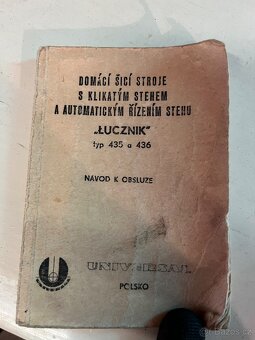 DOMÁCÍ ŠICÍ STROJE
S KLIKATÝM STEHEM
A AUTOMATICKÝM ŘÍZENÍM STEHU
„ŁUCZNIK"
typ 435 a 436
NÁVOD K OBSLUZE
UNIVERSAL
POLSKO